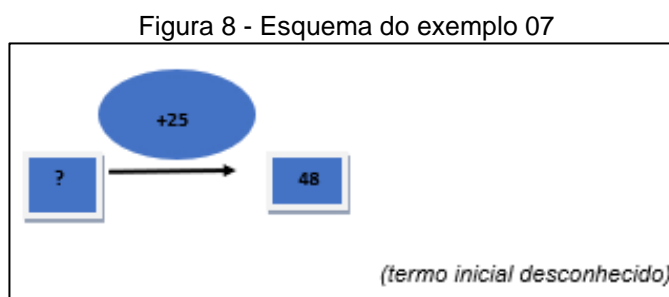 Figura 8 - Esquema do exemplo 07
+25
?
48
(termo inicial desconhecido)